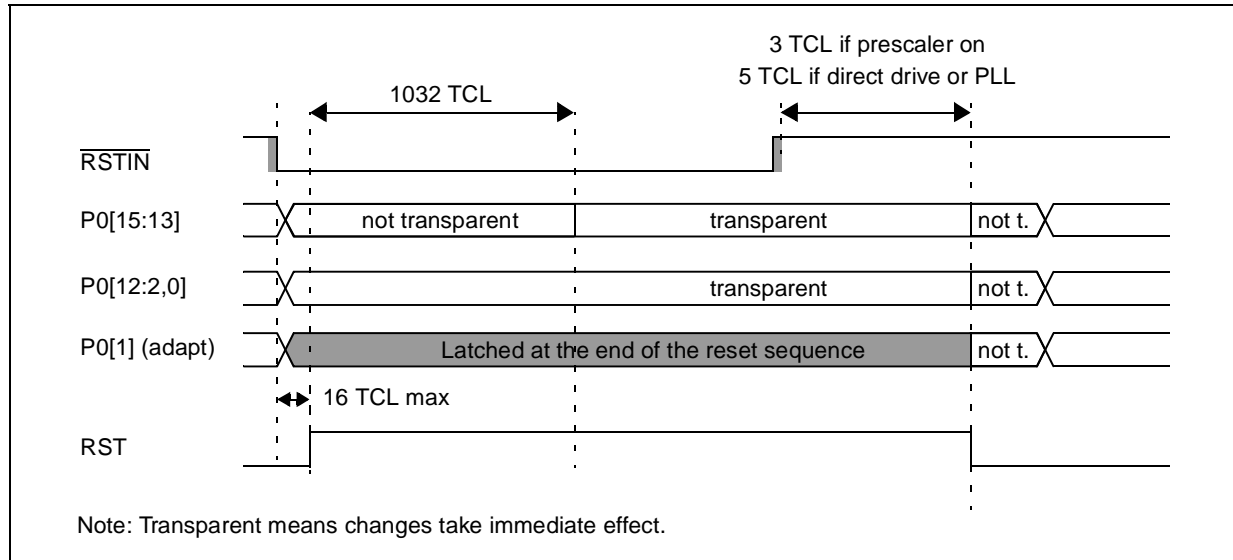 3 TCL if prescaler on
5 TCL if direct drive or PLL
1032 TCL
RSTIN
P0[15:13]
not transparent
transparent
not t.
P0[12:2,0]
transparent
not t.
P0[1] (adapt)
Latched at the end of the reset sequence
not t.
16 TCL max
RST
Note: Transparent means changes take immediate effect.